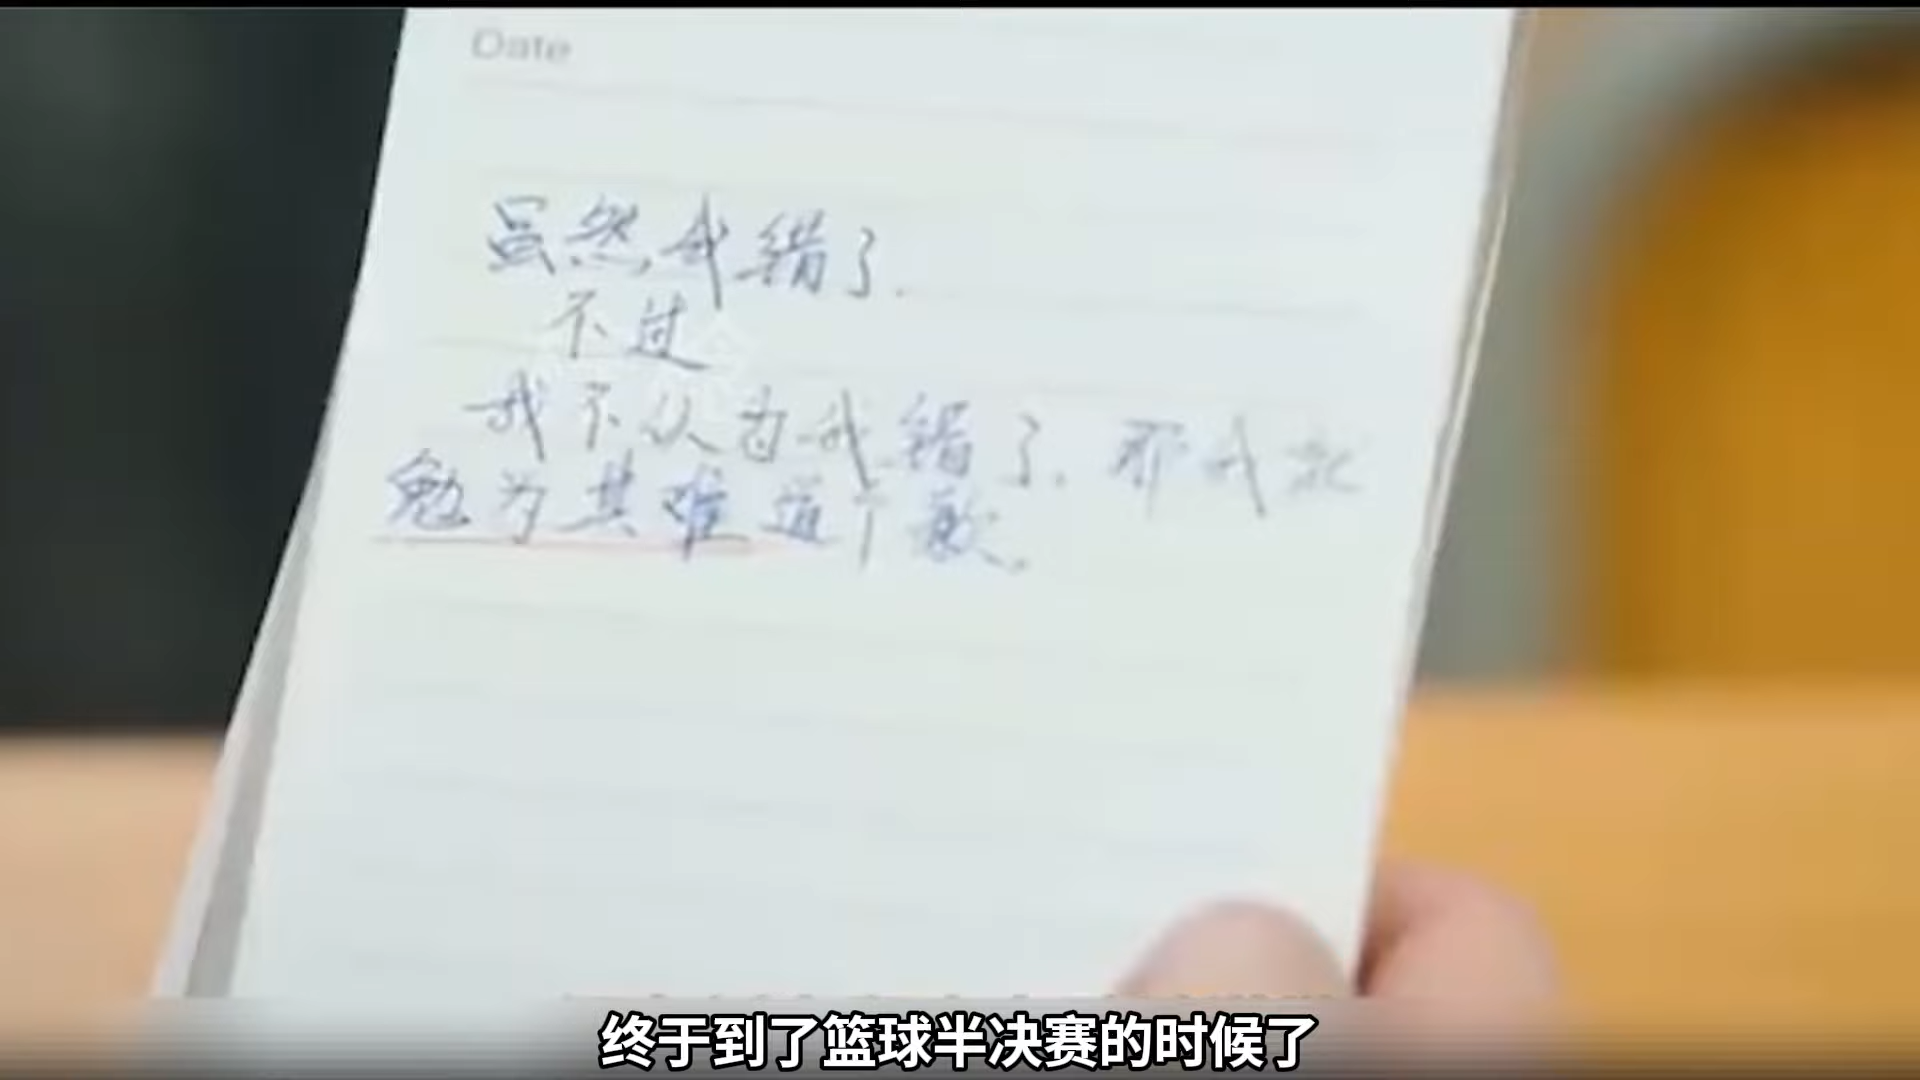 Date
虽然我错了.
不过
我不认为我错了. 那我就
勉为其难道个歉.
终于到了篮球半决赛的时候了